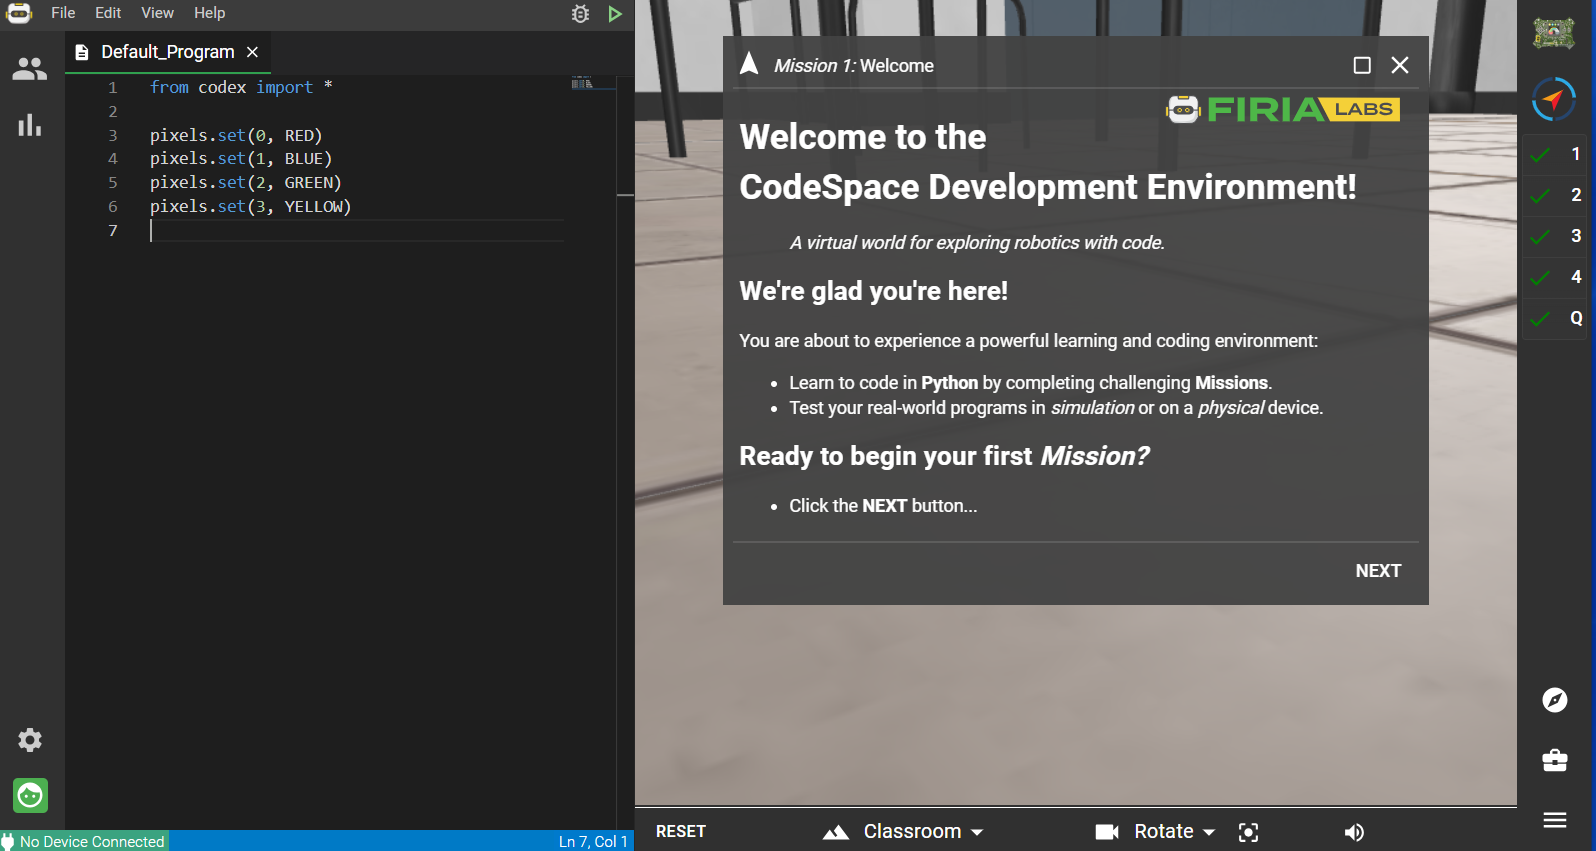 File Edit View Help
Default_Program
1 from codex import *
2
3 pixels.set(0, RED)
4 pixels.set(1, BLUE)
5 pixels.set(2, GREEN)
6 pixels.set(3, YELLOW)
7
No Device Connected
Ln 7, Col 1
Mission 1: Welcome
FIRIA LABS
Welcome to the
CodeSpace Development Environment!
A virtual world for exploring robotics with code.
We're glad you're here!
You are about to experience a powerful learning and coding environment:
• Learn to code in Python by completing challenging Missions.
• Test your real-world programs in simulation or on a physical device.
Ready to begin your first Mission?
• Click the NEXT button...
NEXT
RESET
Classroom
Rotate
1
2
3
4
Q